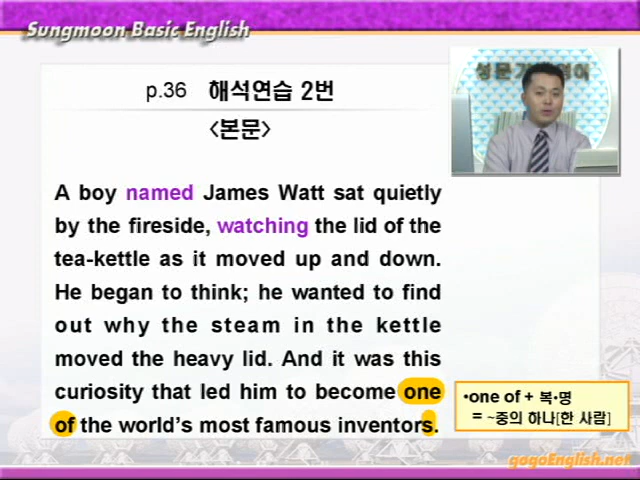 Sungmoon Basic English
p.36 해석연습 2번
<본문>
A boy named James Watt sat quietly
by the fireside, watching the lid of the
tea-kettle as it moved up and down.
He began to think; he wanted to find
out why the steam in the kettle
moved the heavy lid. And it was this
curiosity that led him to become one
of the world's most famous inventors.
•one of + 복•명
= ~중의 하나[한 사람]
gogoEnglish.net